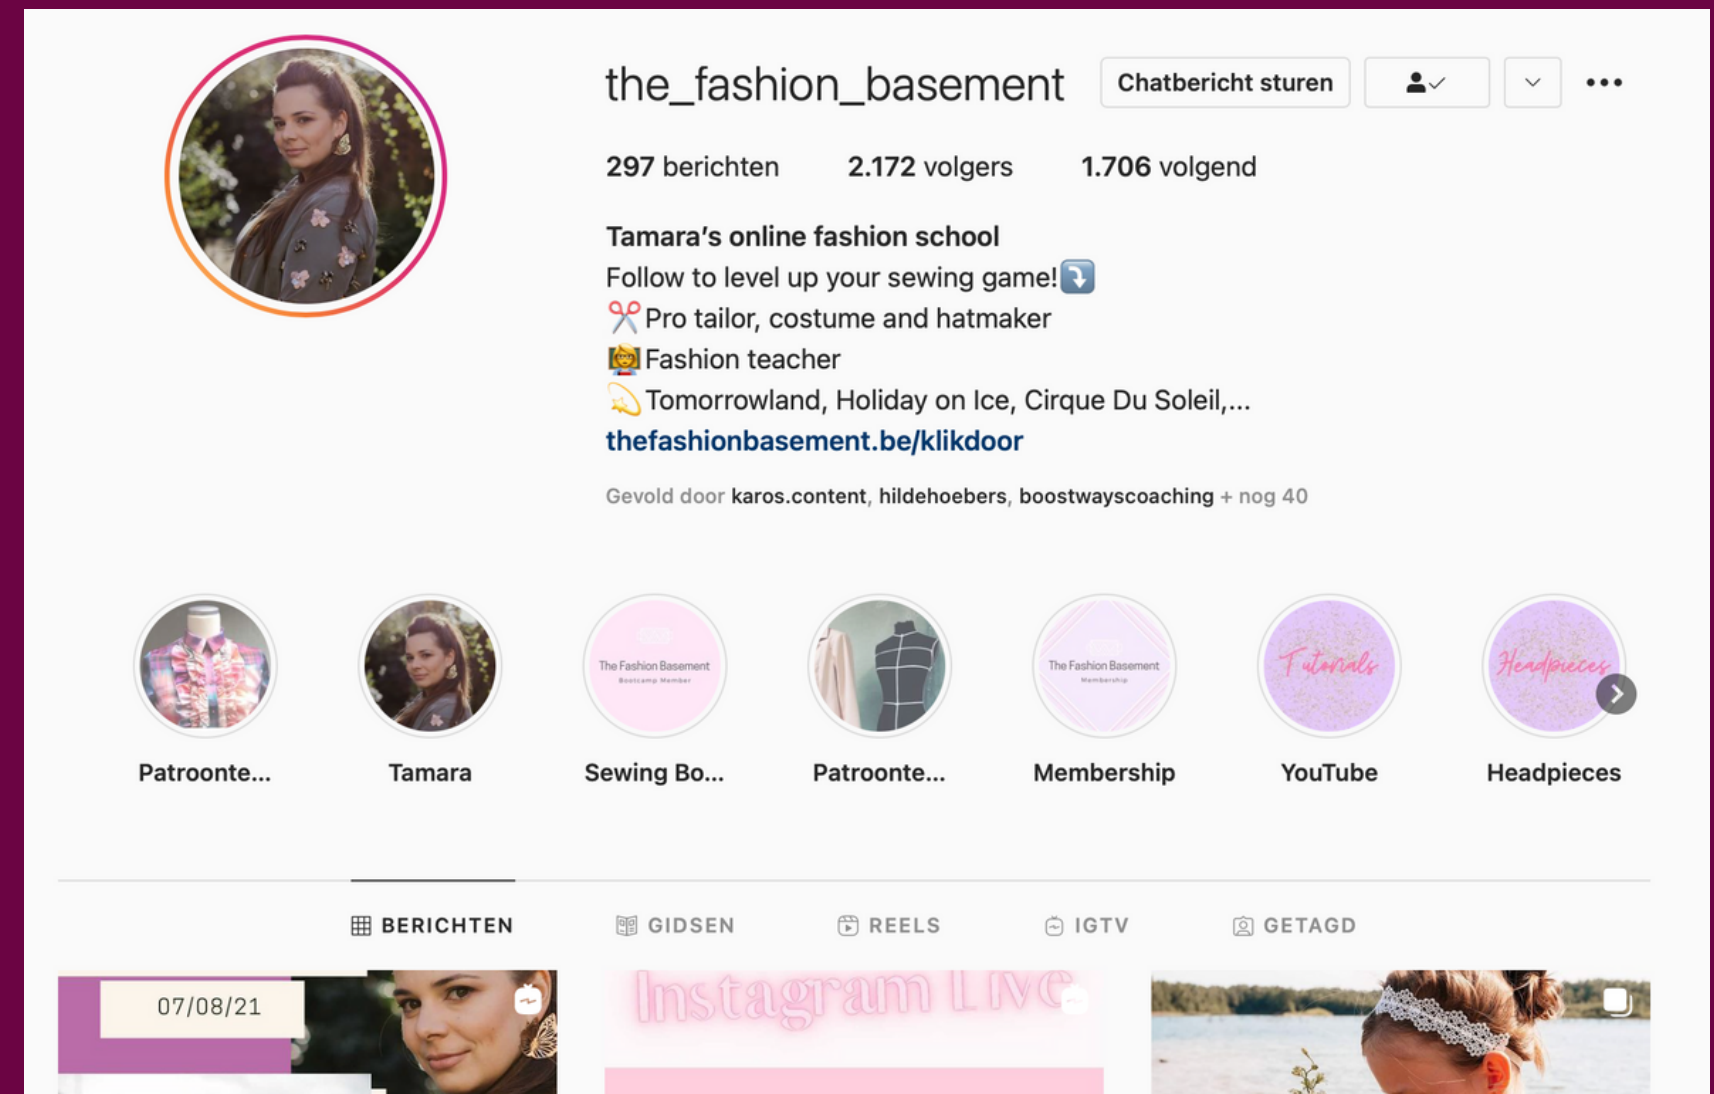 the_fashion_basement Chatbericht sturen
297 berichten 2.172 volgers 1.706 volgend
Tamara's online fashion school
Follow to level up your sewing game!
Pro tailor, costume and hatmaker
Fashion teacher
Tomorrowland, Holiday on Ice, Cirque Du Soleil,...
thefashionbasement.be/klikdoor
Gevold door karos.content, hildehoebers, boostwayscoaching + nog 40
The Fashion Basement
Bootcamp Member
The Fashion Basement
Membership
Tutorials
Headpieces
Patroonte... Tamara Sewing Bo... Patroonte... Membership YouTube Headpieces
BERICHTEN GIDSEN REELS IGTV GETAGD
07/08/21
Instagram Live